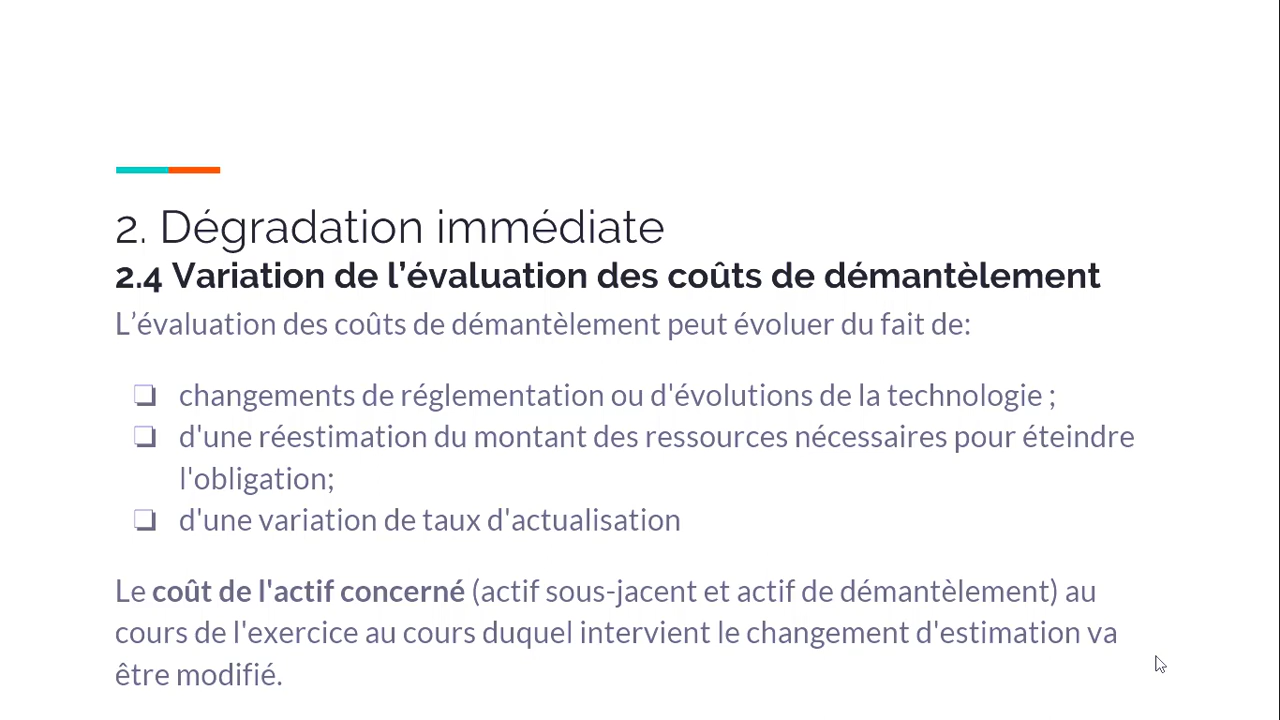 2. Dégradation immédiate
2.4 Variation de l’évaluation des coûts de démantèlement
L’évaluation des coûts de démantèlement peut évoluer du fait de:
❏ changements de réglementation ou d'évolutions de la technologie ;
❏ d'une réestimation du montant des ressources nécessaires pour éteindre
l'obligation;
❏ d'une variation de taux d'actualisation
Le coût de l'actif concerné (actif sous-jacent et actif de démantèlement) au
cours de l'exercice au cours duquel intervient le changement d'estimation va
être modifié.